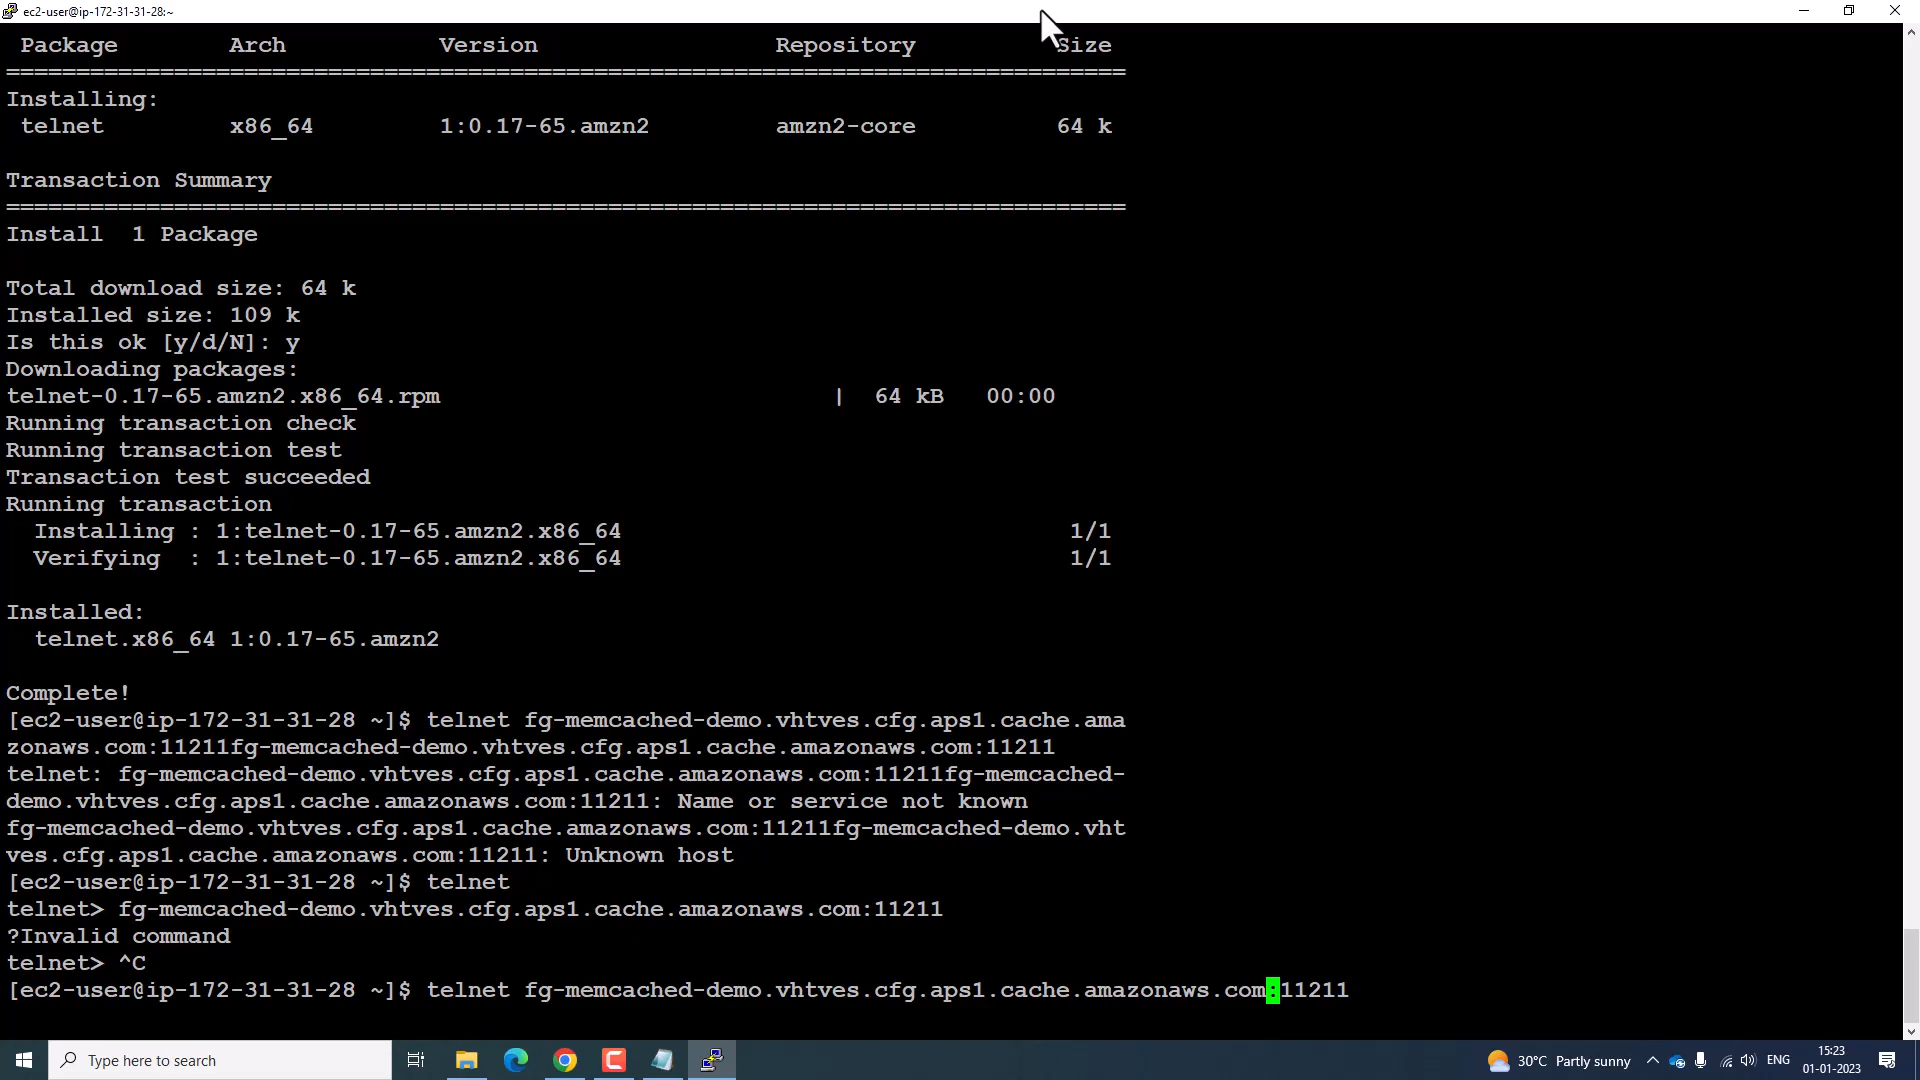 ec2-user@ip-172-31-31-28:~
Package Arch Version Repository Size
================================================================================
Installing:
telnet x86_64 1:0.17-65.amzn2 amzn2-core 64 k
Transaction Summary
================================================================================
Install 1 Package
Total download size: 64 k
Installed size: 109 k
Is this ok [y/d/N]: y
Downloading packages:
telnet-0.17-65.amzn2.x86_64.rpm | 64 kB 00:00
Running transaction check
Running transaction test
Transaction test succeeded
Running transaction
Installing : 1:telnet-0.17-65.amzn2.x86_64 1/1
Verifying : 1:telnet-0.17-65.amzn2.x86_64 1/1
Installed:
telnet.x86_64 1:0.17-65.amzn2
Complete!
[ec2-user@ip-172-31-31-28 ~]$ telnet fg-memcached-demo.vhtves.cfg.aps1.cache.ama
zonaws.com:11211fg-memcached-demo.vhtves.cfg.aps1.cache.amazonaws.com:11211
telnet: fg-memcached-demo.vhtves.cfg.aps1.cache.amazonaws.com:11211fg-memcached-
demo.vhtves.cfg.aps1.cache.amazonaws.com:11211: Name or service not known
fg-memcached-demo.vhtves.cfg.aps1.cache.amazonaws.com:11211fg-memcached-demo.vht
ves.cfg.aps1.cache.amazonaws.com:11211: Unknown host
[ec2-user@ip-172-31-31-28 ~]$ telnet
telnet> fg-memcached-demo.vhtves.cfg.aps1.cache.amazonaws.com:11211
?Invalid command
telnet> ^C
[ec2-user@ip-172-31-31-28 ~]$ telnet fg-memcached-demo.vhtves.cfg.aps1.cache.amazonaws.com:11211
Type here to search
30°C Partly sunny
ENG
15:23
01-01-2023